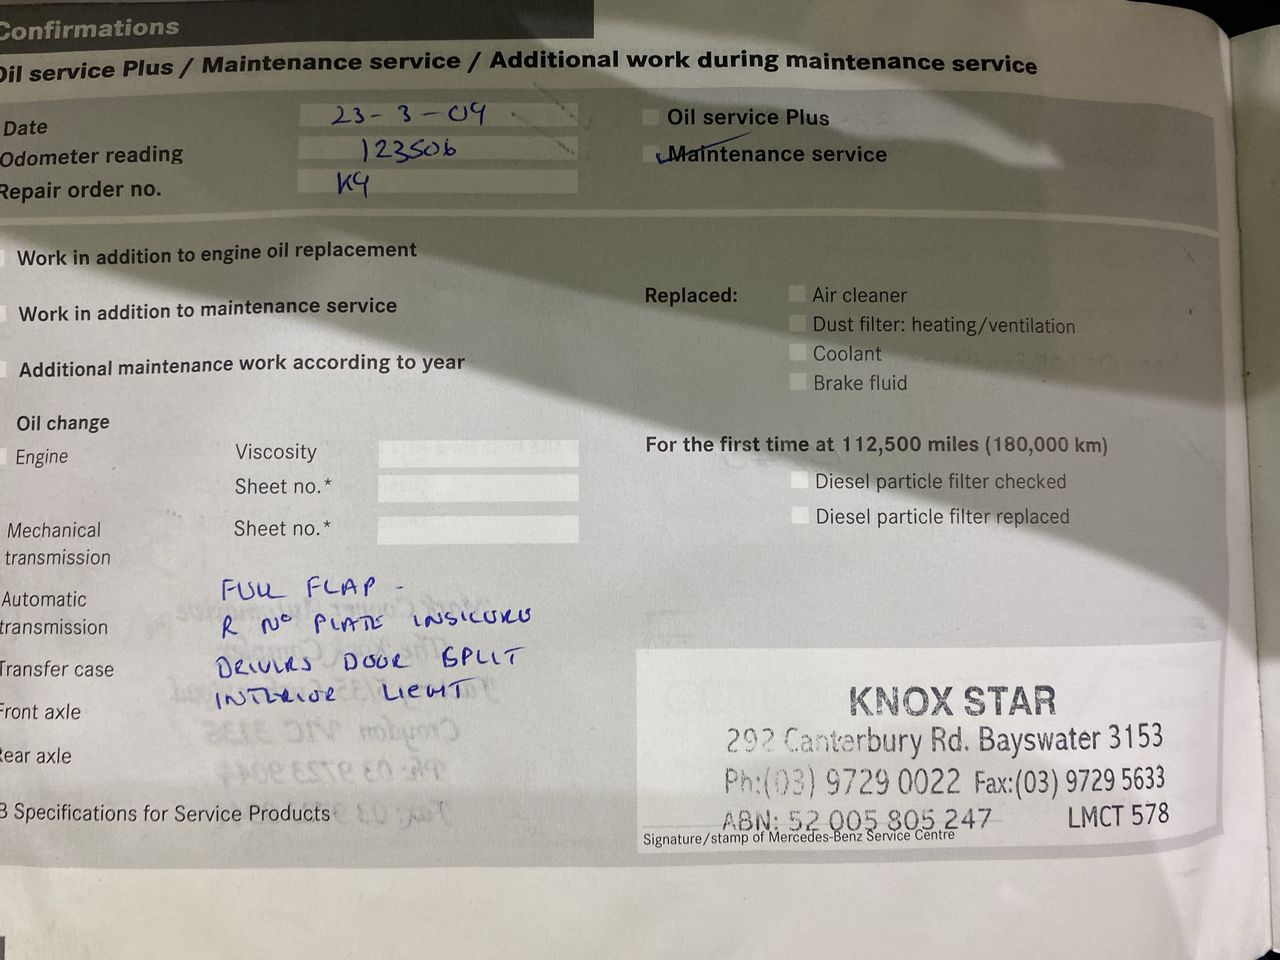 Confirmations
Oil service Plus / Maintenance service / Additional work during maintenance service
Date 23-3-09
Odometer reading 123506
Repair order no. K9
Oil service Plus
Maintenance service
Work in addition to engine oil replacement
Work in addition to maintenance service
Additional maintenance work according to year
Replaced:
Air cleaner
Dust filter: heating/ventilation
Coolant
Brake fluid
Oil change
Engine
Viscosity
Sheet no.*
Mechanical transmission
Sheet no.*
For the first time at 112,500 miles (180,000 km)
Diesel particle filter checked
Diesel particle filter replaced
Automatic
transmission
Transfer case
Front axle
Rear axle
FULL FLAP -
R NO PLATE INSICURE
DRIVERS DOOR SPLIT
INTERIOR LIGHT
B Specifications for Service Products
KNOX STAR
292 Canterbury Rd. Bayswater 3153
Ph:(03) 9729 0022 Fax:(03) 9729 5633
ABN: 52 005 805 247 LMCT 578
Signature/stamp of Mercedes-Benz Service Centre